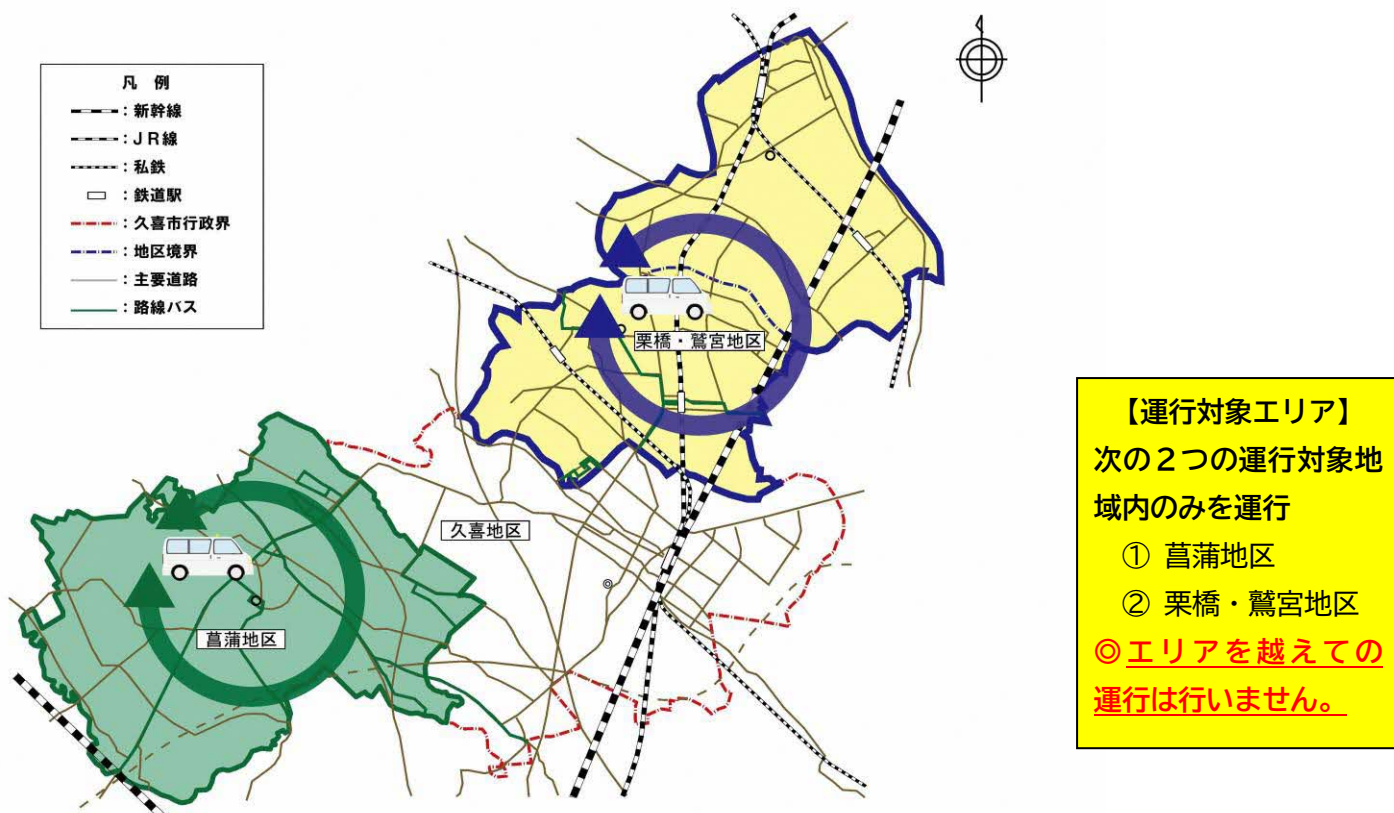 凡 例
：新幹線
：ＪＲ線
：私鉄
：鉄道駅
：久喜市行政界
：地区境界
：主要道路
：路線バス
栗橋・鷲宮地区
久喜地区
菖蒲地区
【運行対象エリア】
次の２つの運行対象地
域内のみを運行
① 菖蒲地区
② 栗橋・鷲宮地区
◎エリアを越えての
運行は行いません。